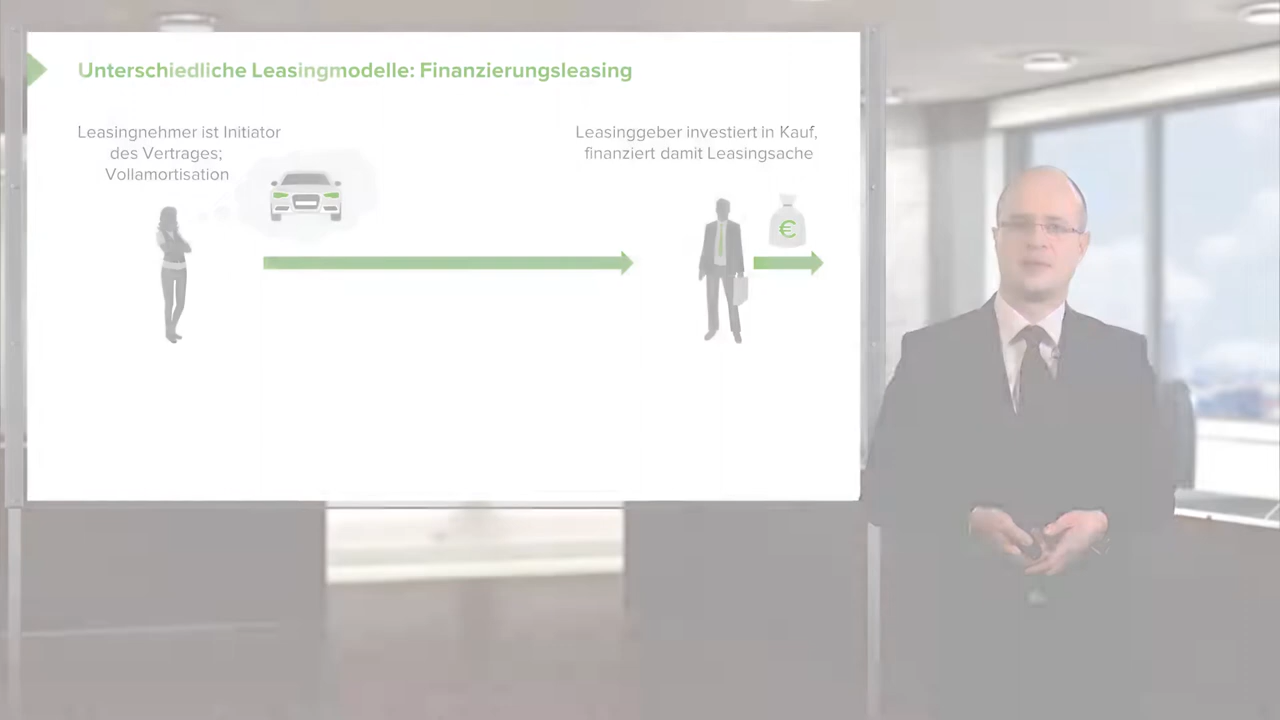 Unterschiedliche Leasingmodelle: Finanzierungsleasing
Leasingnehmer ist Initiator
des Vertrages;
Vollamortisation
Leasinggeber investiert in Kauf,
finanziert damit Leasingsache
€